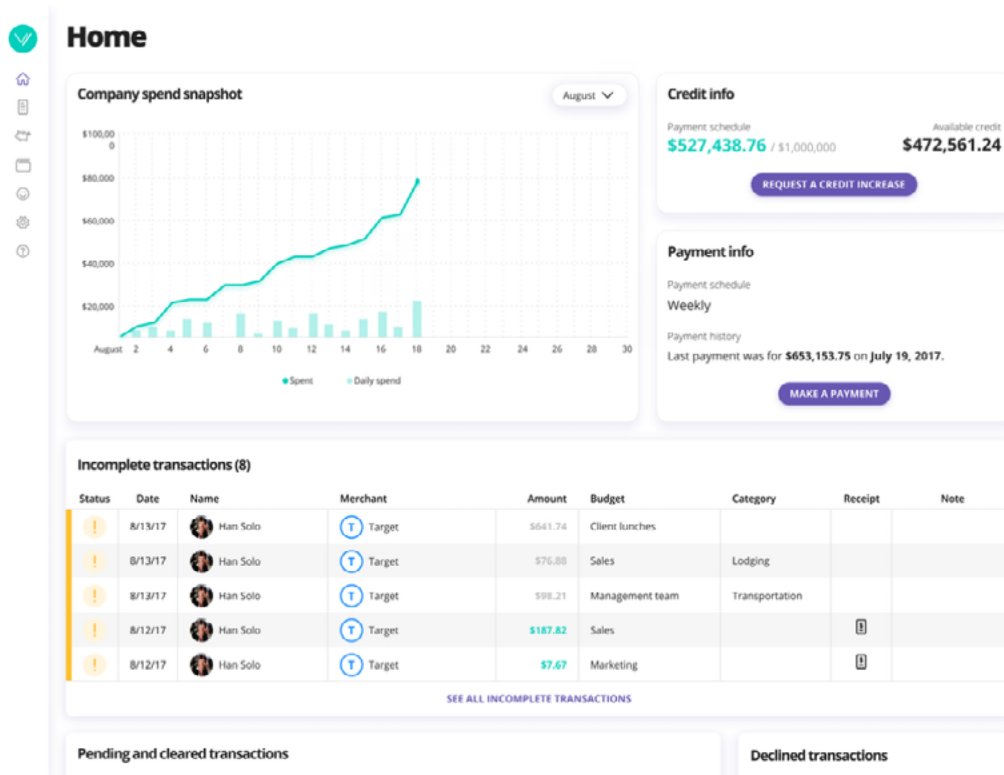 Home
Company spend snapshot
August
$100,00
0
$80,000
$60,000
$40,000
$20,000
August 2 4 6 8 10 12 14 16 18 20 22 24 26 28 30
Spent Daily spend
Credit info
Payment schedule Available credit
$527,438.76 / $1,000,000 $472,561.24
REQUEST A CREDIT INCREASE
Payment info
Payment schedule
Weekly
Payment history
Last payment was for $653,153.75 on July 19, 2017.
MAKE A PAYMENT
Incomplete transactions (8)
Status Date Name Merchant Amount Budget Category Receipt Note
! 8/13/17 Han Solo T Target $641.74 Client lunches
! 8/13/17 Han Solo T Target $76.88 Sales Lodging
! 8/13/17 Han Solo T Target $98.21 Management team Transportation
! 8/12/17 Han Solo T Target $187.82 Sales
! 8/12/17 Han Solo T Target $7.67 Marketing
SEE ALL INCOMPLETE TRANSACTIONS
Pending and cleared transactions
Declined transactions